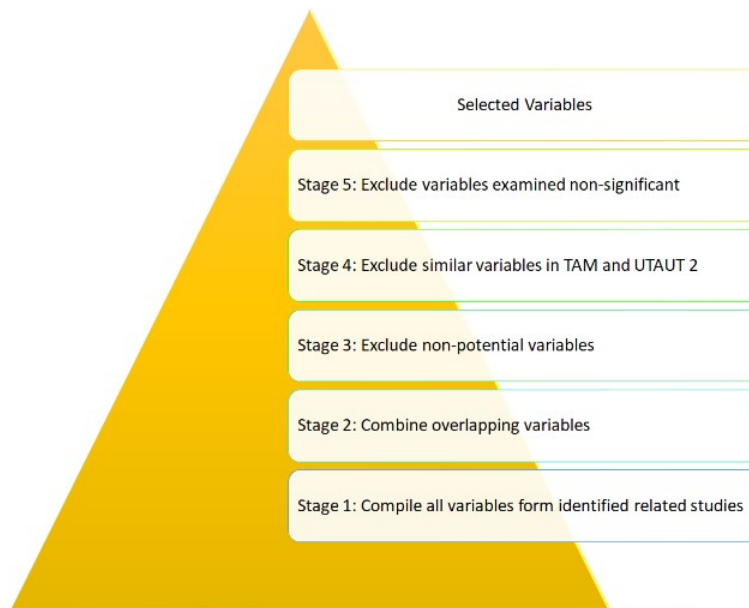 Selected Variables
Stage 5: Exclude variables examined non-significant
Stage 4: Exclude similar variables in TAM and UTAUT 2
Stage 3: Exclude non-potential variables
Stage 2: Combine overlapping variables
Stage 1: Compile all variables form identified related studies